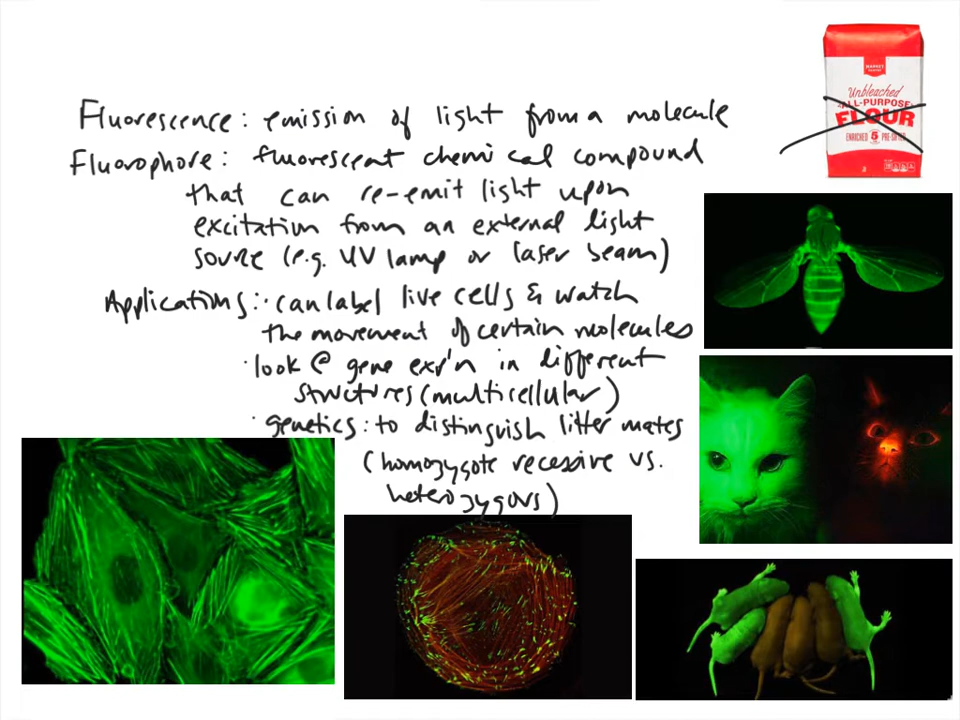 Fluorescence: emission of light from a molecule
Fluorophore: fluorescent chemical compound
that can re-emit light upon
excitation from an external light
source (e.g. UV lamp or laser beam)
Applications: · can label live cells & watch
the movement of certain molecules
· look @ gene exp'n in different
structures (multicellular)
· genetics: to distinguish litter mates
(homozygote recessive vs.
heterozygous)
MARKET
Unbleached
ALL-PURPOSE
FLOUR
ENRICHED 5